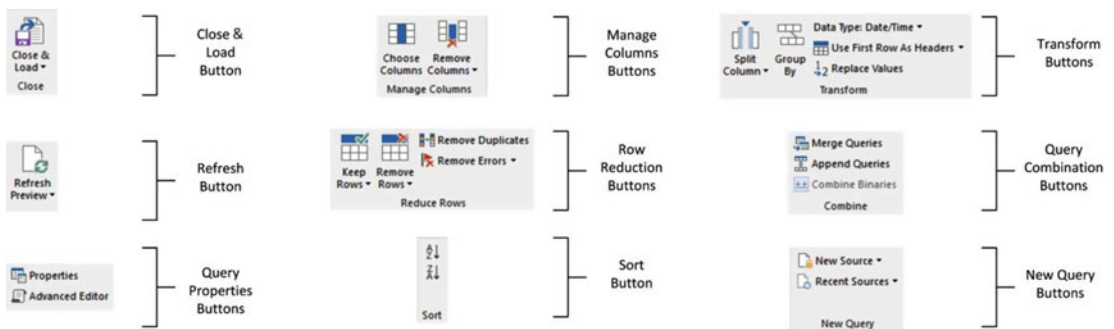 Close &
Load
Close
Close &
Load
Button
Choose
Columns
Remove
Columns
Manage Columns
Manage
Columns
Buttons
Split
Column
Group
By
Data Type: Date/Time
Use First Row As Headers
Replace Values
Transform
Transform
Buttons
Refresh
Preview
Refresh
Button
Keep
Rows
Remove
Rows
Remove Duplicates
Remove Errors
Reduce Rows
Row
Reduction
Buttons
Merge Queries
Append Queries
Combine Binaries
Combine
Query
Combination
Buttons
Properties
Advanced Editor
Query
Properties
Buttons
A
Z
Z
A
Sort
Sort
Button
New Source
Recent Sources
New Query
New Query
Buttons